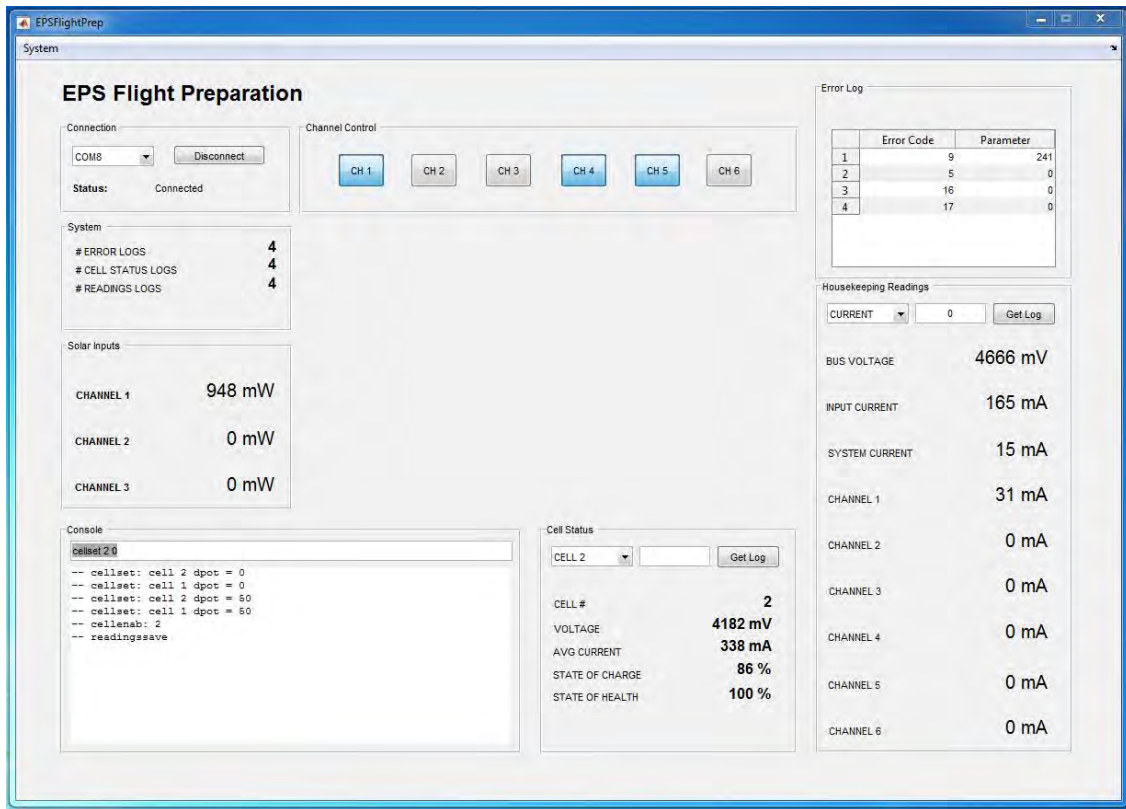 EPSFlightPrep
System
EPS Flight Preparation
Connection
COM8
Disconnect
Status: Connected
Channel Control
CH 1 CH 2 CH 3 CH 4 CH 5 CH 6
System
# ERROR LOGS 4
# CELL STATUS LOGS 4
# READINGS LOGS 4
Solar Inputs
CHANNEL 1 948 mW
CHANNEL 2 0 mW
CHANNEL 3 0 mW
Console
cellset 2 0
-- cellset: cell 2 dpot = 0
-- cellset: cell 1 dpot = 0
-- cellset: cell 2 dpot = 50
-- cellset: cell 1 dpot = 50
-- cellenab: 2
-- readingssave
Cell Status
CELL 2 Get Log
CELL # 2
VOLTAGE 4182 mV
AVG CURRENT 338 mA
STATE OF CHARGE 86 %
STATE OF HEALTH 100 %
Error Log
Error Code Parameter
1 9 241
2 5 0
3 16 0
4 17 0
Housekeeping Readings
CURRENT 0 Get Log
BUS VOLTAGE 4666 mV
INPUT CURRENT 165 mA
SYSTEM CURRENT 15 mA
CHANNEL 1 31 mA
CHANNEL 2 0 mA
CHANNEL 3 0 mA
CHANNEL 4 0 mA
CHANNEL 5 0 mA
CHANNEL 6 0 mA